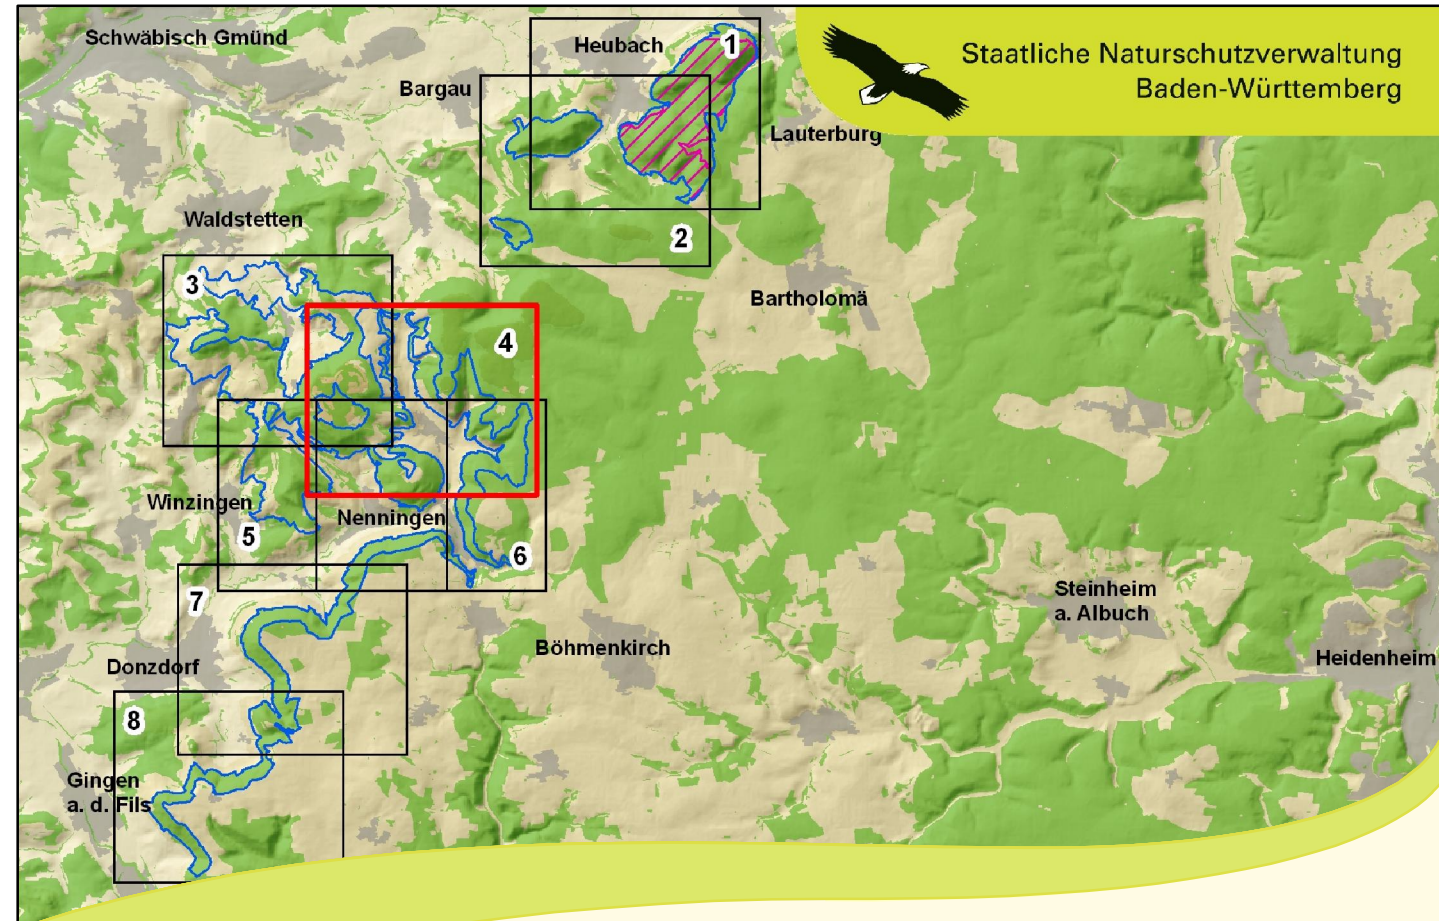 Schwäbisch Gmünd
Heubach
1
Staatliche Naturschutzverwaltung
Baden-Württemberg
Bargau
Lauterburg
Waldstetten
2
3
Bartholomä
4
Winzingen
Nenningen
5
6
Steinheim
a. Albuch
7
Böhmenkirch
Heidenheim
Donzdorf
8
Gingen
a. d. Fils